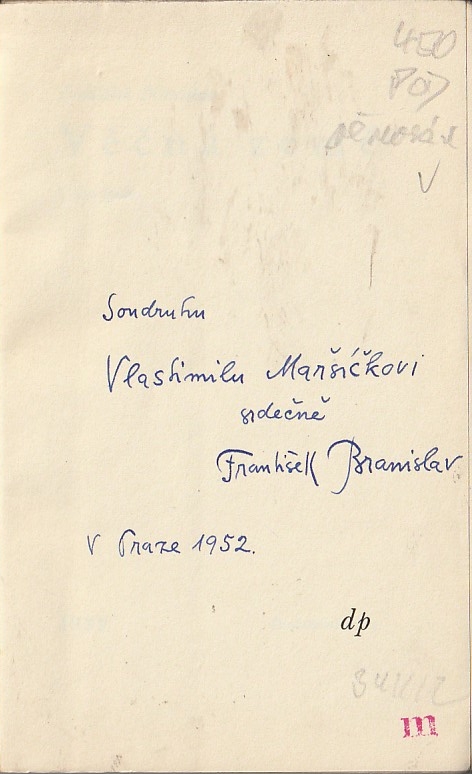 450
Soudruhu
Vlastimilu Maršíčkovi
srdečně
František Branislav
V Praze 1952.
dp
m